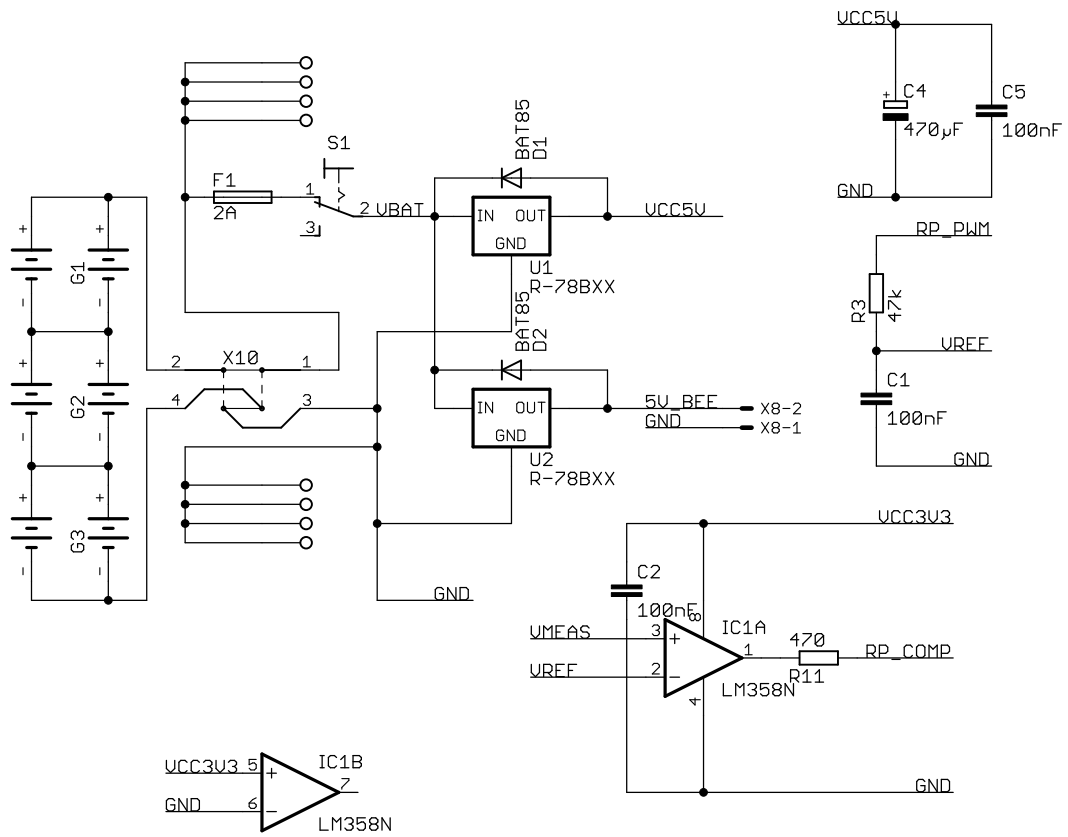 VCC5V
+ C4
470µF
C5
100nF
GND
S1
BAT85
D1
F1
2A
1
2
VBAT
3
IN OUT
GND
VCC5V
U1
R-78BXX
RP_PWM
R3
47k
VREF
C1
100nF
GND
+ +
G1
- -
+ +
G2
- -
+ +
G3
- -
2 X10 1
4 3
BAT85
D2
IN OUT
GND
5V_BEE X8-2
GND X8-1
U2
R-78BXX
GND
VCC3V3
C2
100nF
8
VMEAS 3 +
IC1A
1
470
RP_COMP
VREF 2 -
R11
LM358N
4
GND
VCC3V3 5 +
IC1B
7
GND 6 -
LM358N